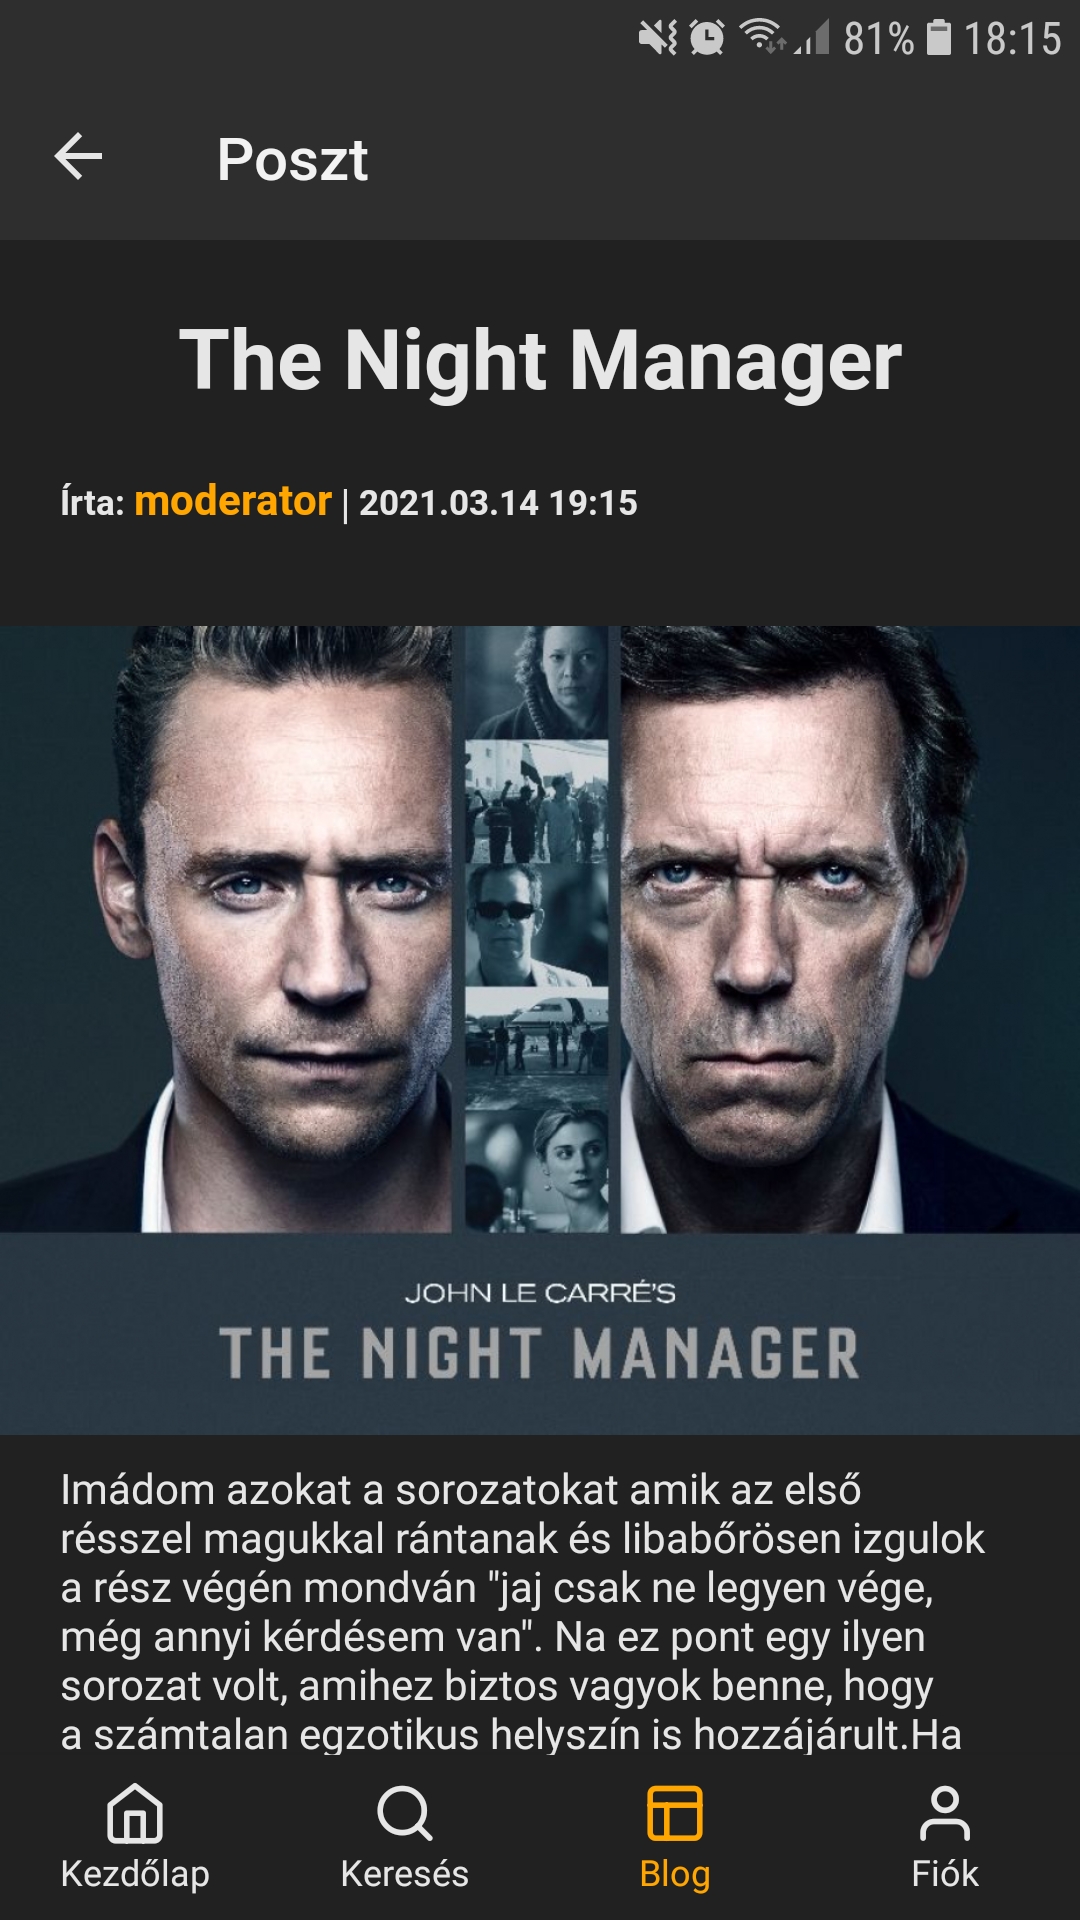 81% 18:15
Poszt
The Night Manager
Írta: moderator | 2021.03.14 19:15
JOHN LE CARRÉ'S
THE NIGHT MANAGER
Imádom azokat a sorozatokat amik az első
résszel magukkal rántanak és libabőrösen izgulok
a rész végén mondván "jaj csak ne legyen vége,
még annyi kérdésem van". Na ez pont egy ilyen
sorozat volt, amihez biztos vagyok benne, hogy
a számtalan egzotikus helyszín is hozzájárult.Ha
Kezdőlap Keresés Blog Fiók